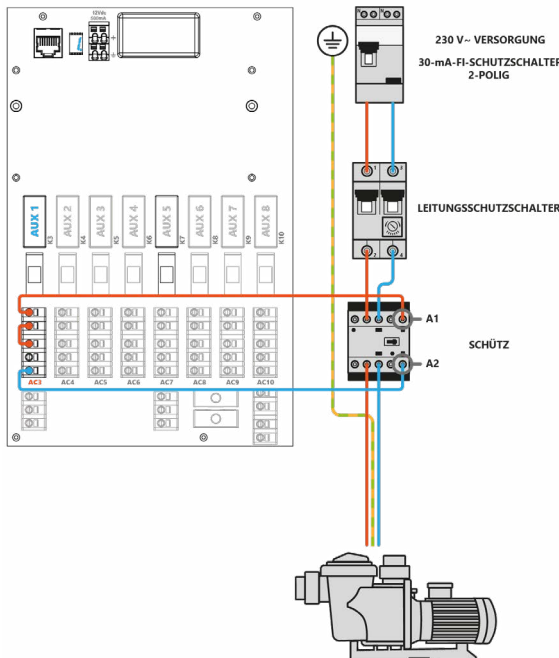 12Vdc
500mA
230 V~ VERSORGUNG
30-mA-FI-SCHUTZSCHALTER
2-POLIG
LEITUNGSSCHUTZSCHALTER
AUX 1
AUX 2
AUX 3
AUX 4
AUX 5
AUX 6
AUX 7
AUX 8
K3
K4
K5
K6
K7
K8
K9
K10
A1
SCHÜTZ
A2
AC3
AC4
AC5
AC6
AC7
AC8
AC9
AC10